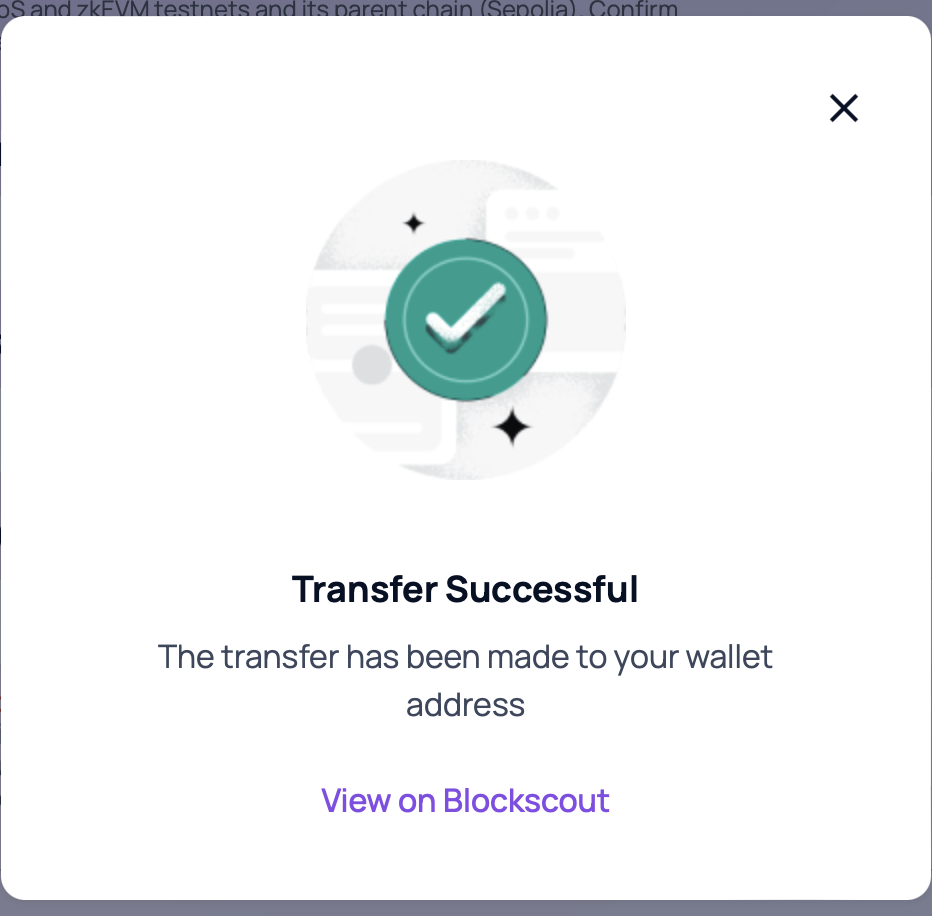 oS and zkEVM testnets and its parent chain (Sepolia). Confirm
Transfer Successful
The transfer has been made to your wallet
address
View on Blockscout